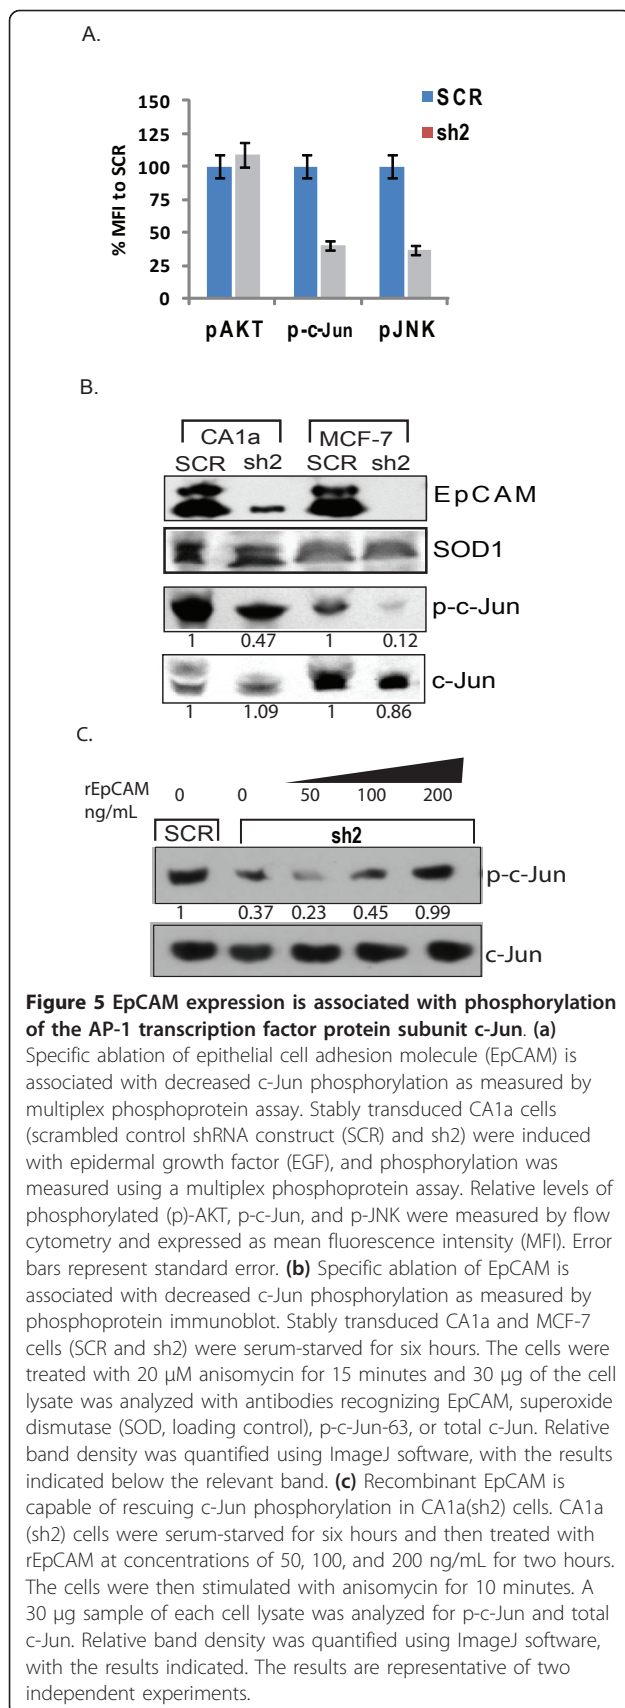 A.
150
125
100
75
50
25
0
% MFI to SCR
SCR
sh2
pAKT p-c-Jun pJNK
B.
CA1a MCF-7
SCR sh2 SCR sh2
EpCAM
SOD1
p-c-Jun
1 0.47 1 0.12
c-Jun
1 1.09 1 0.86
C.
rEpCAM 0 0 50 100 200
ng/mL
SCR sh2
p-c-Jun
1 0.37 0.23 0.45 0.99
c-Jun
Figure 5 EpCAM expression is associated with phosphorylation
of the AP-1 transcription factor protein subunit c-Jun. (a)
Specific ablation of epithelial cell adhesion molecule (EpCAM) is
associated with decreased c-Jun phosphorylation as measured by
multiplex phosphoprotein assay. Stably transduced CA1a cells
(scrambled control shRNA construct (SCR) and sh2) were induced
with epidermal growth factor (EGF), and phosphorylation was
measured using a multiplex phosphoprotein assay. Relative levels of
phosphorylated (p)-AKT, p-c-Jun, and p-JNK were measured by flow
cytometry and expressed as mean fluorescence intensity (MFI). Error
bars represent standard error. (b) Specific ablation of EpCAM is
associated with decreased c-Jun phosphorylation as measured by
phosphoprotein immunoblot. Stably transduced CA1a and MCF-7
cells (SCR and sh2) were serum-starved for six hours. The cells were
treated with 20 μM anisomycin for 15 minutes and 30 μg of the cell
lysate was analyzed with antibodies recognizing EpCAM, superoxide
dismutase (SOD, loading control), p-c-Jun-63, or total c-Jun. Relative
band density was quantified using ImageJ software, with the results
indicated below the relevant band. (c) Recombinant EpCAM is
capable of rescuing c-Jun phosphorylation in CA1a(sh2) cells. CA1a
(sh2) cells were serum-starved for six hours and then treated with
rEpCAM at concentrations of 50, 100, and 200 ng/mL for two hours.
The cells were then stimulated with anisomycin for 10 minutes. A
30 μg sample of each cell lysate was analyzed for p-c-Jun and total
c-Jun. Relative band density was quantified using ImageJ software,
with the results indicated. The results are representative of two
independent experiments.